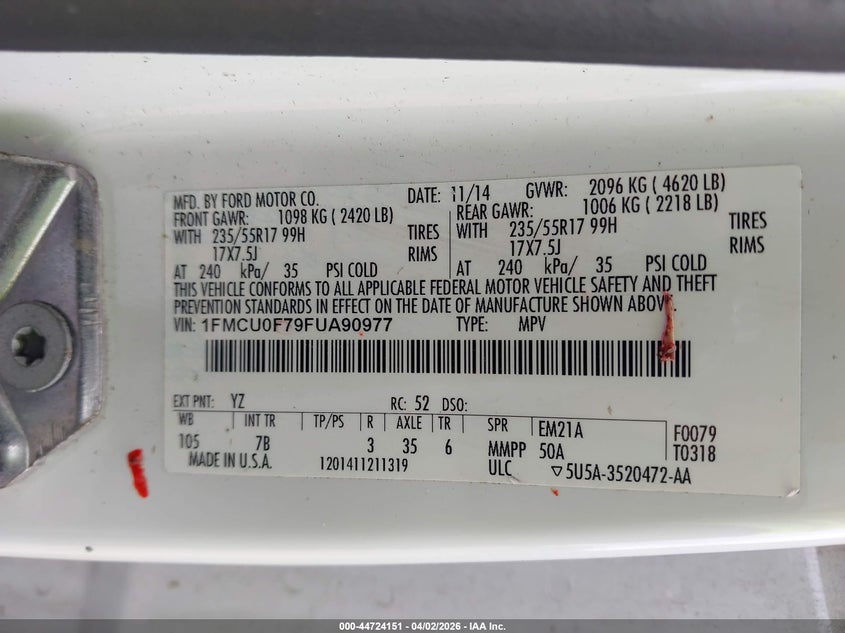 MFD. BY FORD MOTOR CO. DATE: 11/14 GVWR: 2096 KG ( 4620 LB)
FRONT GAWR: 1098 KG ( 2420 LB) REAR GAWR: 1006 KG ( 2218 LB)
WITH 235/55R17 99H TIRES WITH 235/55R17 99H TIRES
17X7.5J RIMS 17X7.5J RIMS
AT 240 kPa/ 35 PSI COLD AT 240 kPa/ 35 PSI COLD
THIS VEHICLE CONFORMS TO ALL APPLICABLE FEDERAL MOTOR VEHICLE SAFETY AND THEFT
PREVENTION STANDARDS IN EFFECT ON THE DATE OF MANUFACTURE SHOWN ABOVE.
VIN: 1FMCU0F79FUA90977 TYPE: MPV
EXT PNT: YZ RC: 52 DSO:
WB INT TR TP/PS R AXLE TR SPR EM21A F0079
105 7B 3 35 6 MMPP 50A T0318
MADE IN U.S.A. 1201411211319 ULC ▽5U5A-3520472-AA
000-44724151 | 04/02/2026 - IAA Inc.